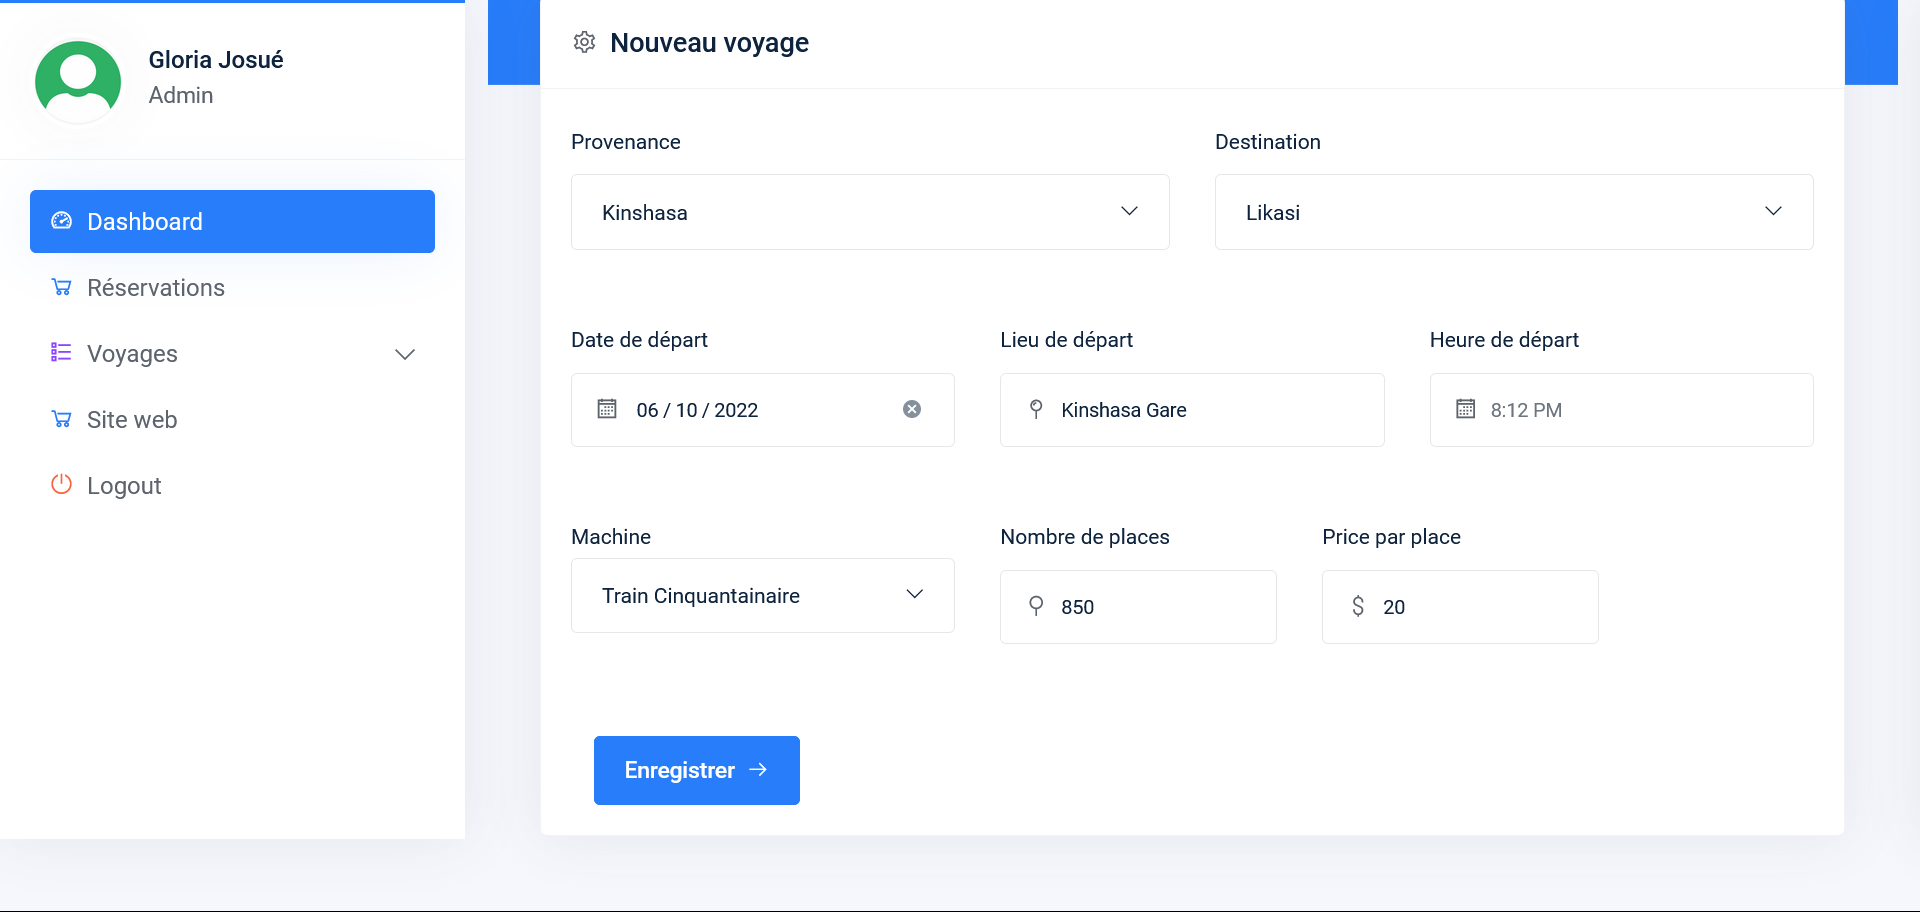 Gloria Josué
Admin
Dashboard
Réservations
Voyages
Site web
Logout
Nouveau voyage
Provenance
Destination
Kinshasa
Likasi
Date de départ
Lieu de départ
Heure de départ
06 / 10 / 2022
Kinshasa Gare
8:12 PM
Machine
Nombre de places
Price par place
Train Cinquantainaire
850
$ 20
Enregistrer →